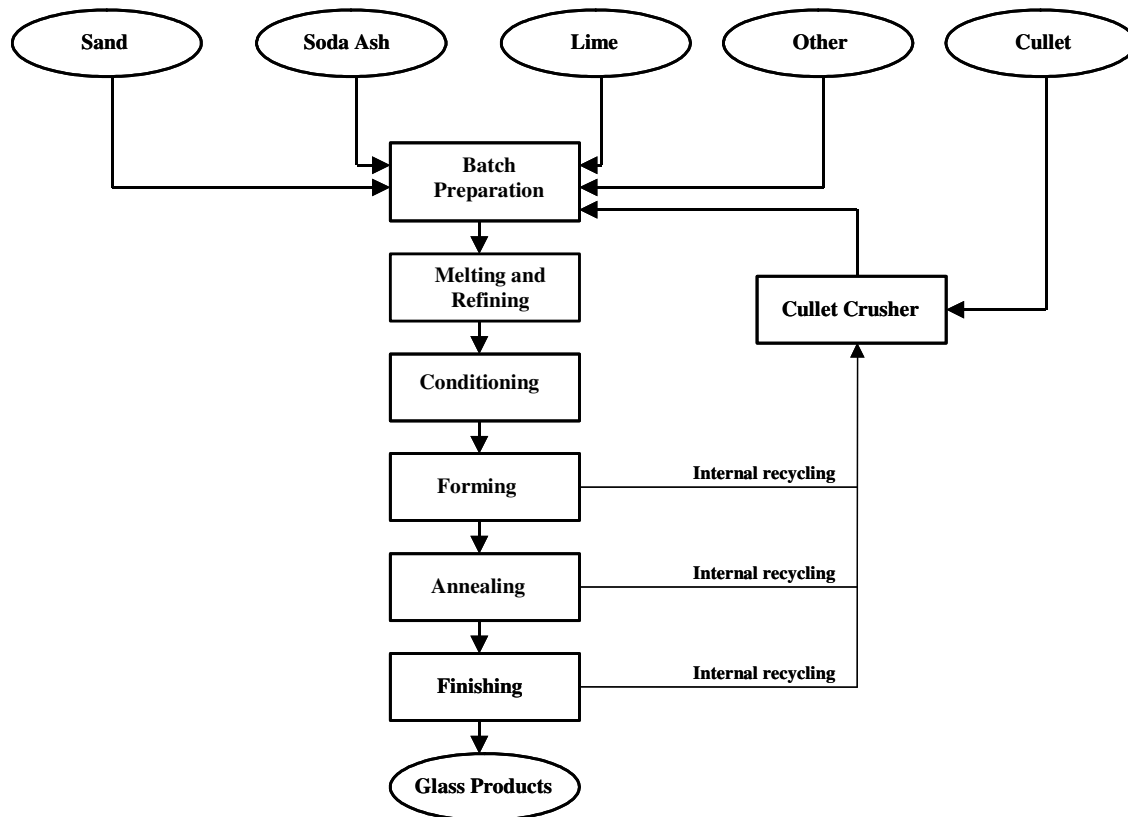 Sand
Soda Ash
Lime
Other
Cullet
Batch
Preparation
Melting and
Refining
Cullet Crusher
Conditioning
Forming
Internal recycling
Annealing
Internal recycling
Finishing
Internal recycling
Glass Products